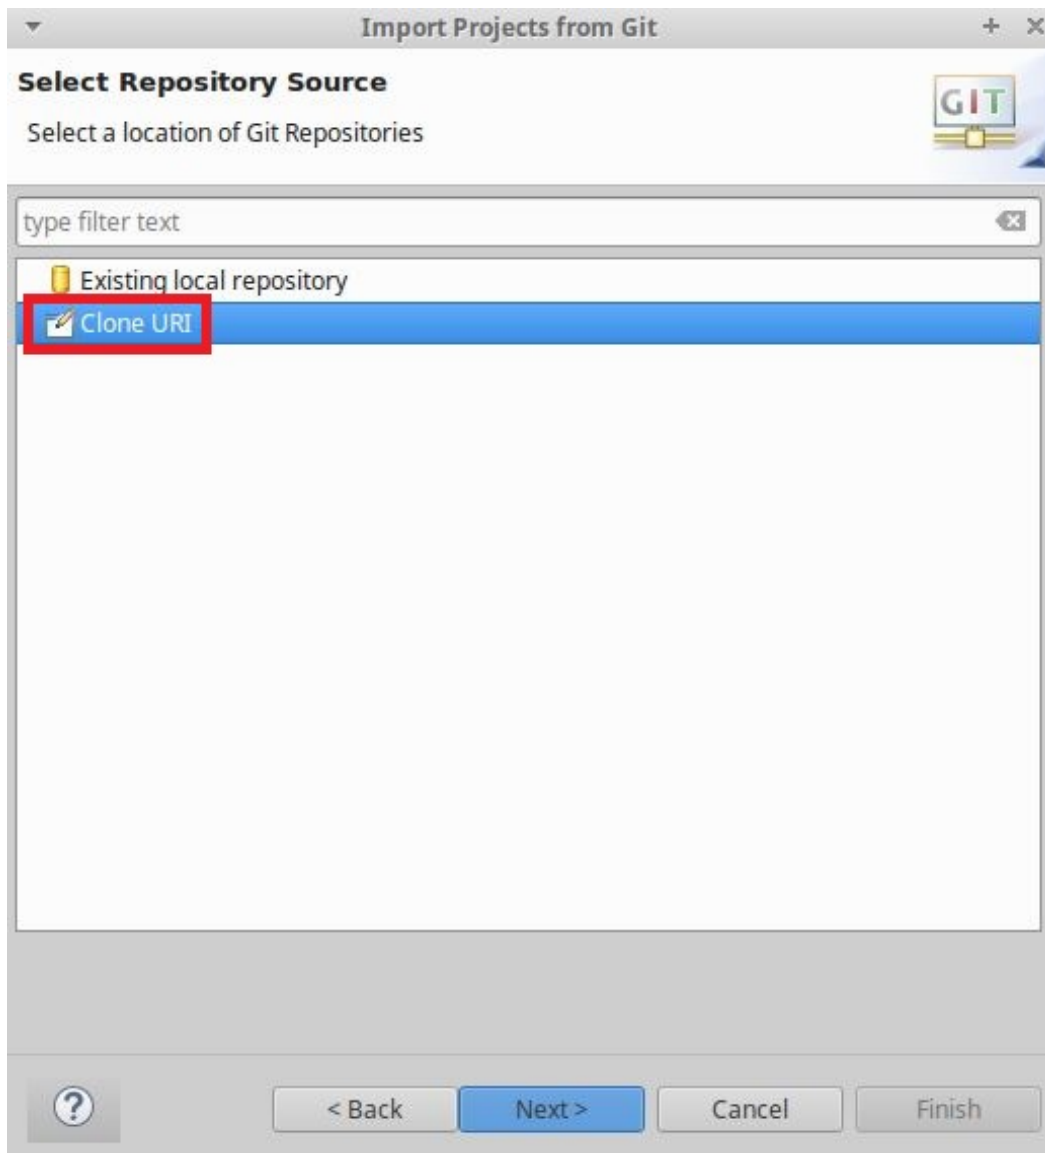 Import Projects from Git
Select Repository Source
Select a location of Git Repositories
GIT
type filter text
Existing local repository
Clone URI
?
< Back
Next >
Cancel
Finish